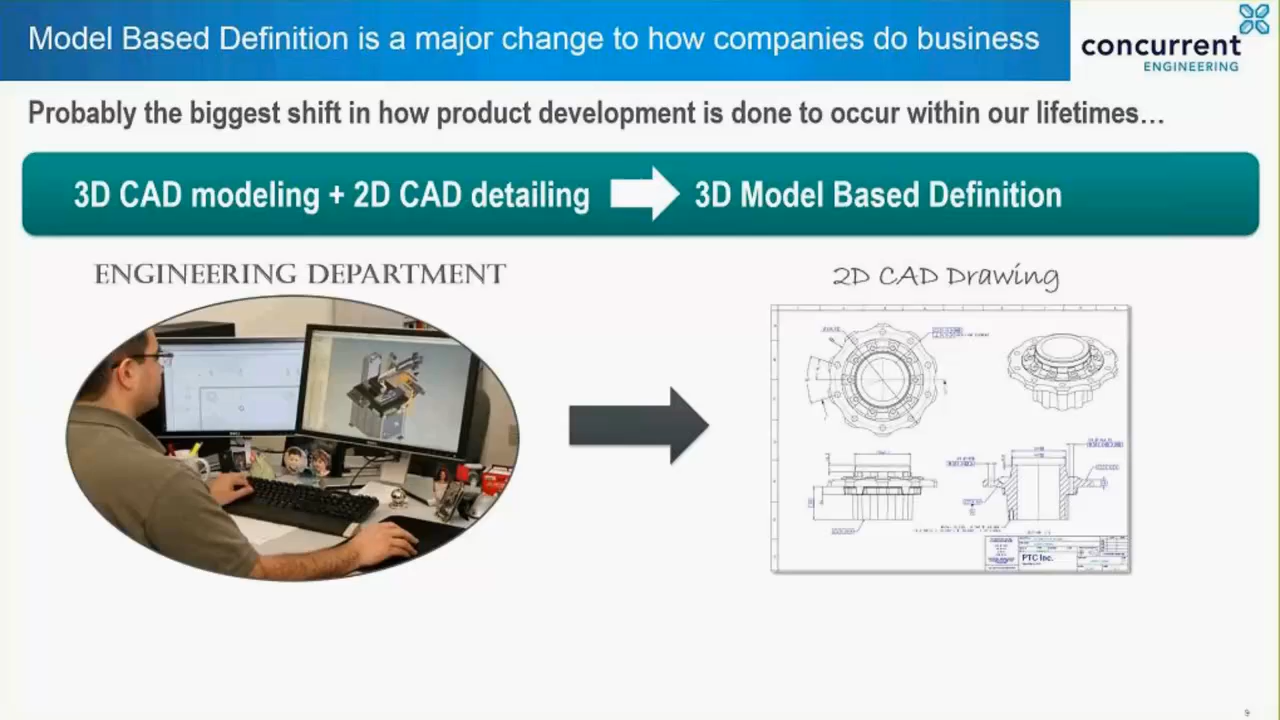 Model Based Definition is a major change to how companies do business
concurrent
ENGINEERING
Probably the biggest shift in how product development is done to occur within our lifetimes…
3D CAD modeling + 2D CAD detailing
3D Model Based Definition
ENGINEERING DEPARTMENT
2D CAD Drawing
PTC Inc.
9